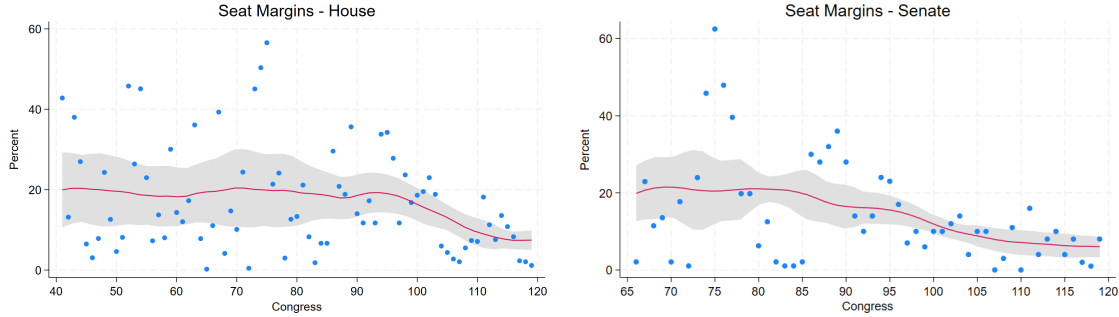 Seat Margins - House
Percent
60
40
20
0
40 50 60 70 80 90 100 110 120
Congress
Seat Margins - Senate
Percent
60
40
20
0
65 70 75 80 85 90 95 100 105 110 115 120
Congress